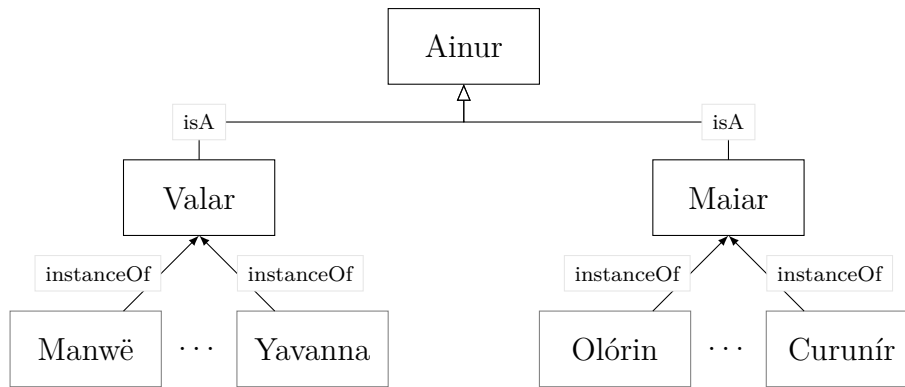 Ainur
isA isA
Valar Maiar
instanceOf instanceOf instanceOf instanceOf
Manwë ... Yavanna Olórin ... Curunír